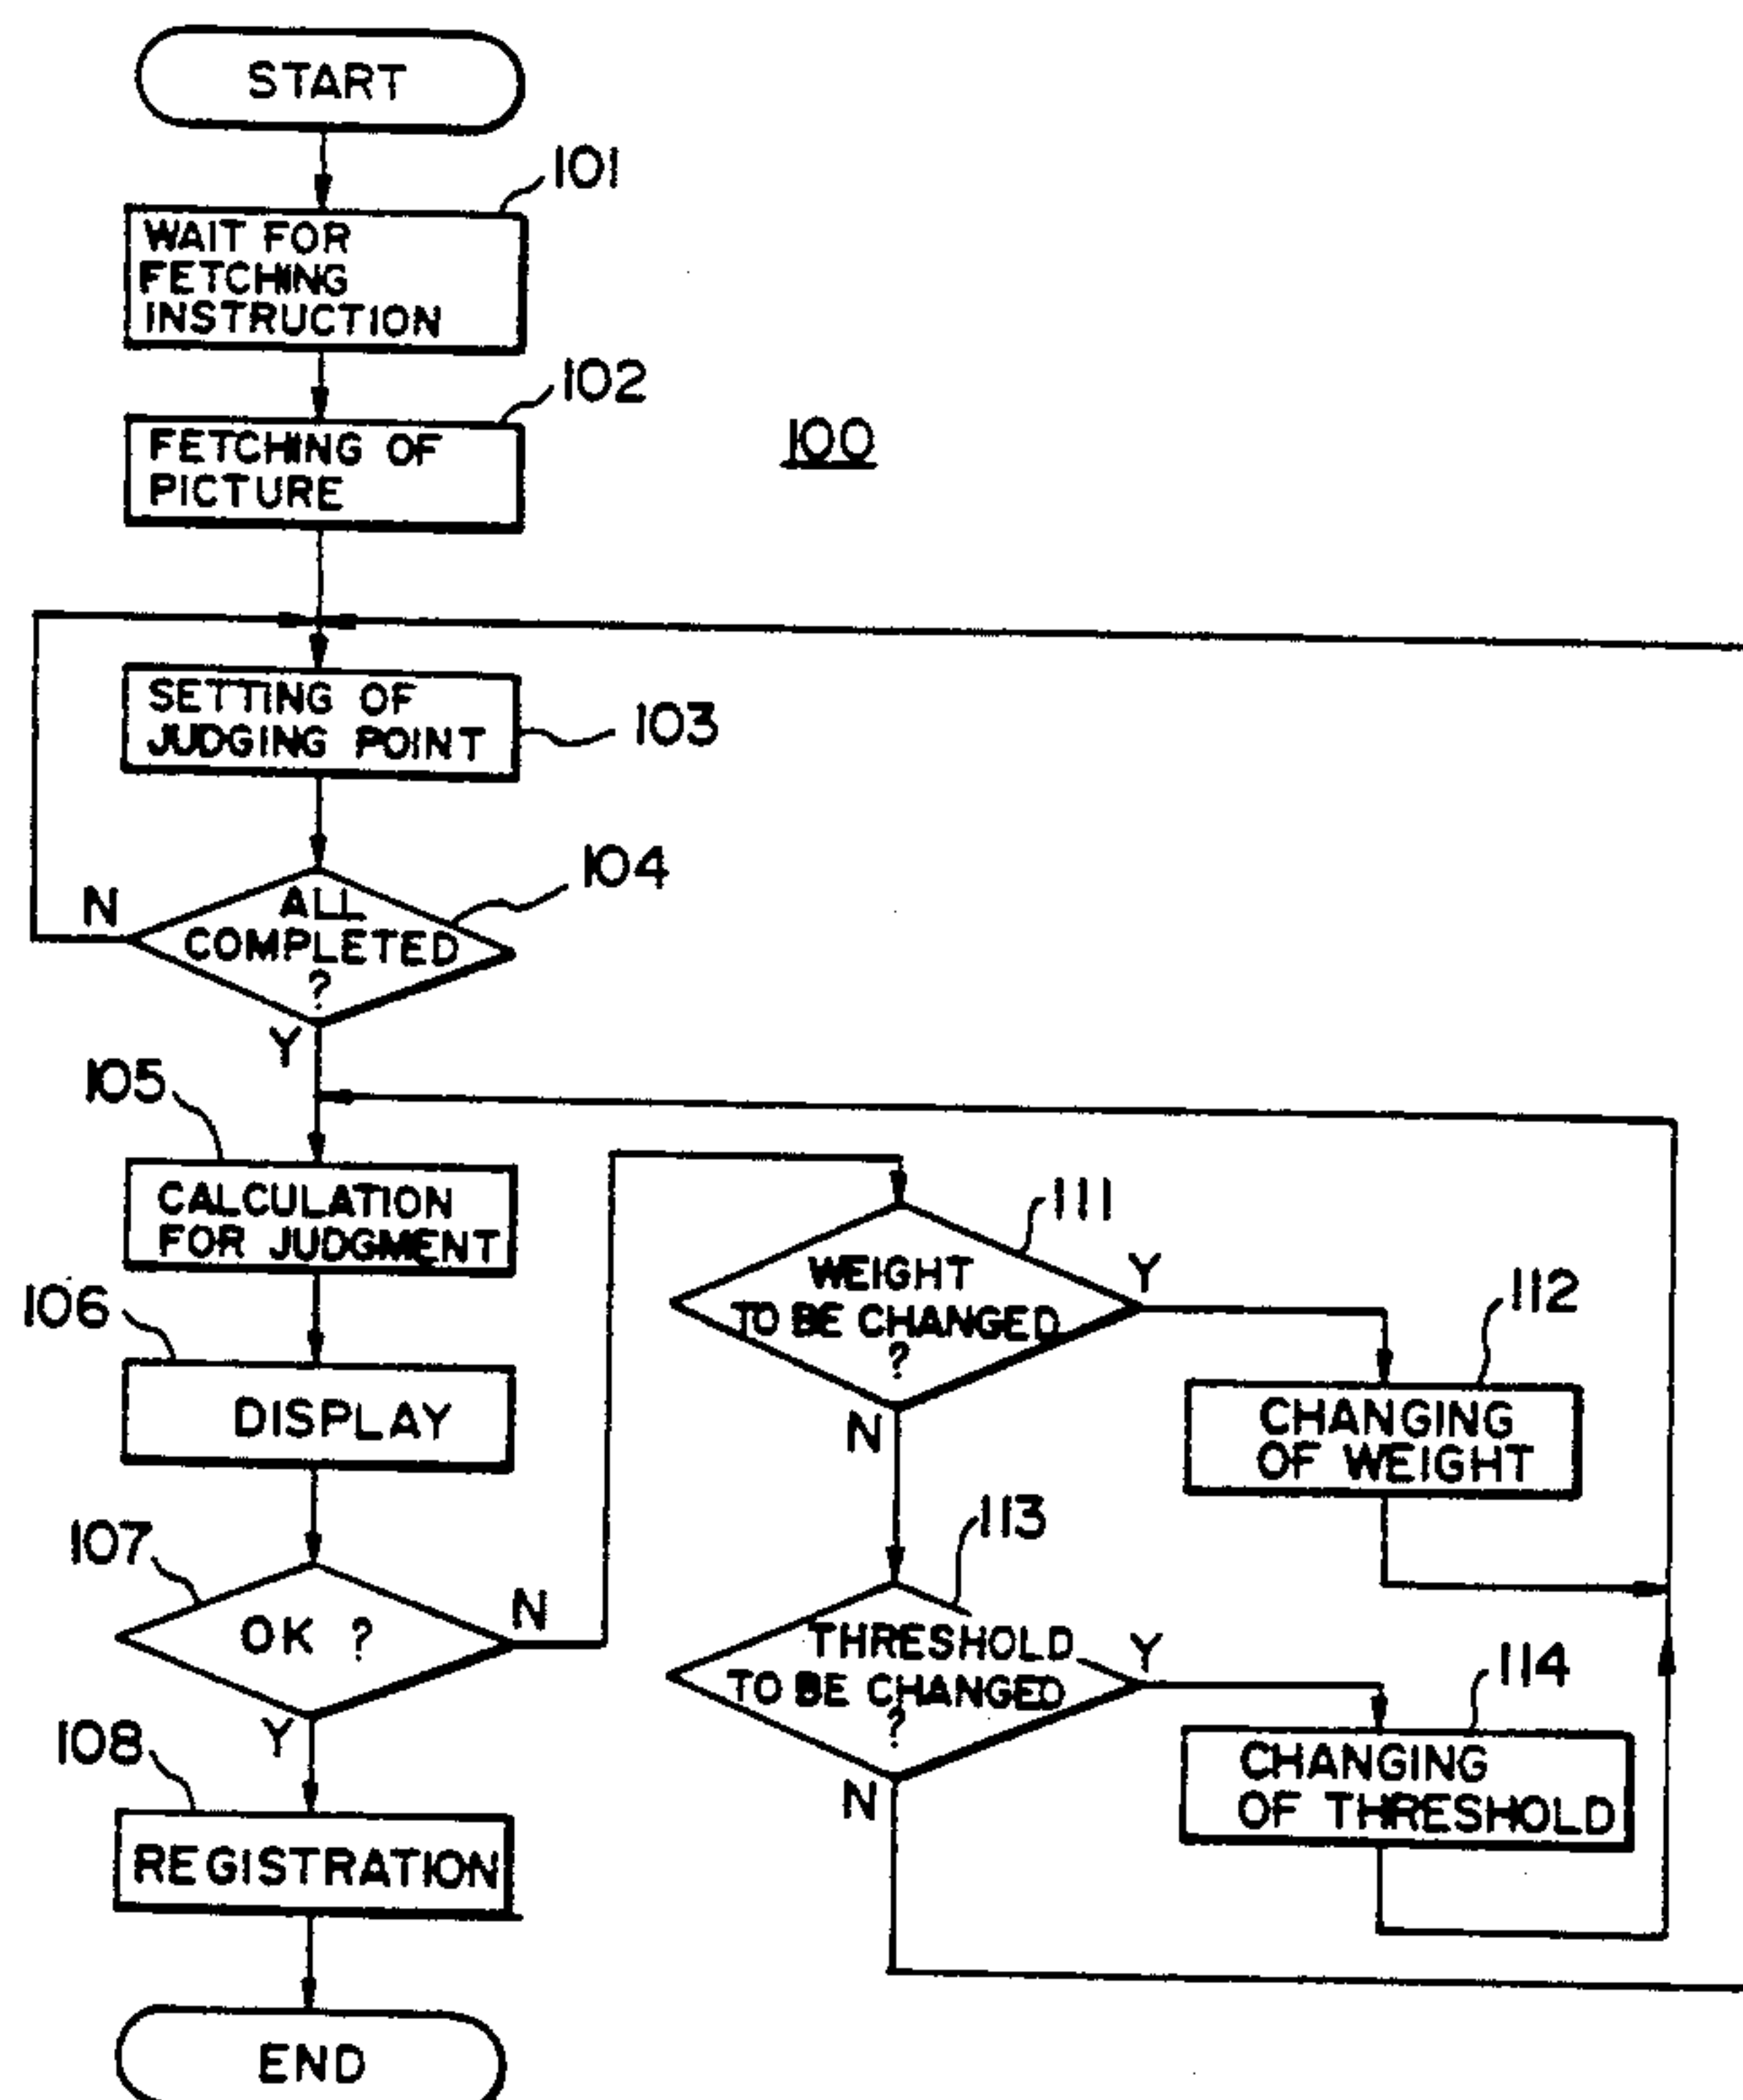 START
101
WAIT FOR
FETCHING
INSTRUCTION
102
FETCHING OF
PICTURE
100
SETTING OF
JUDGING POINT
103
104
N
ALL
COMPLETED
?
Y
105
CALCULATION
FOR JUDGMENT
106
DISPLAY
107
OK ?
N
Y
108
REGISTRATION
END
111
WEIGHT
TO BE CHANGED
?
Y
N
112
CHANGING
OF WEIGHT
113
THRESHOLD
TO BE CHANGED
?
Y
N
114
CHANGING
OF THRESHOLD